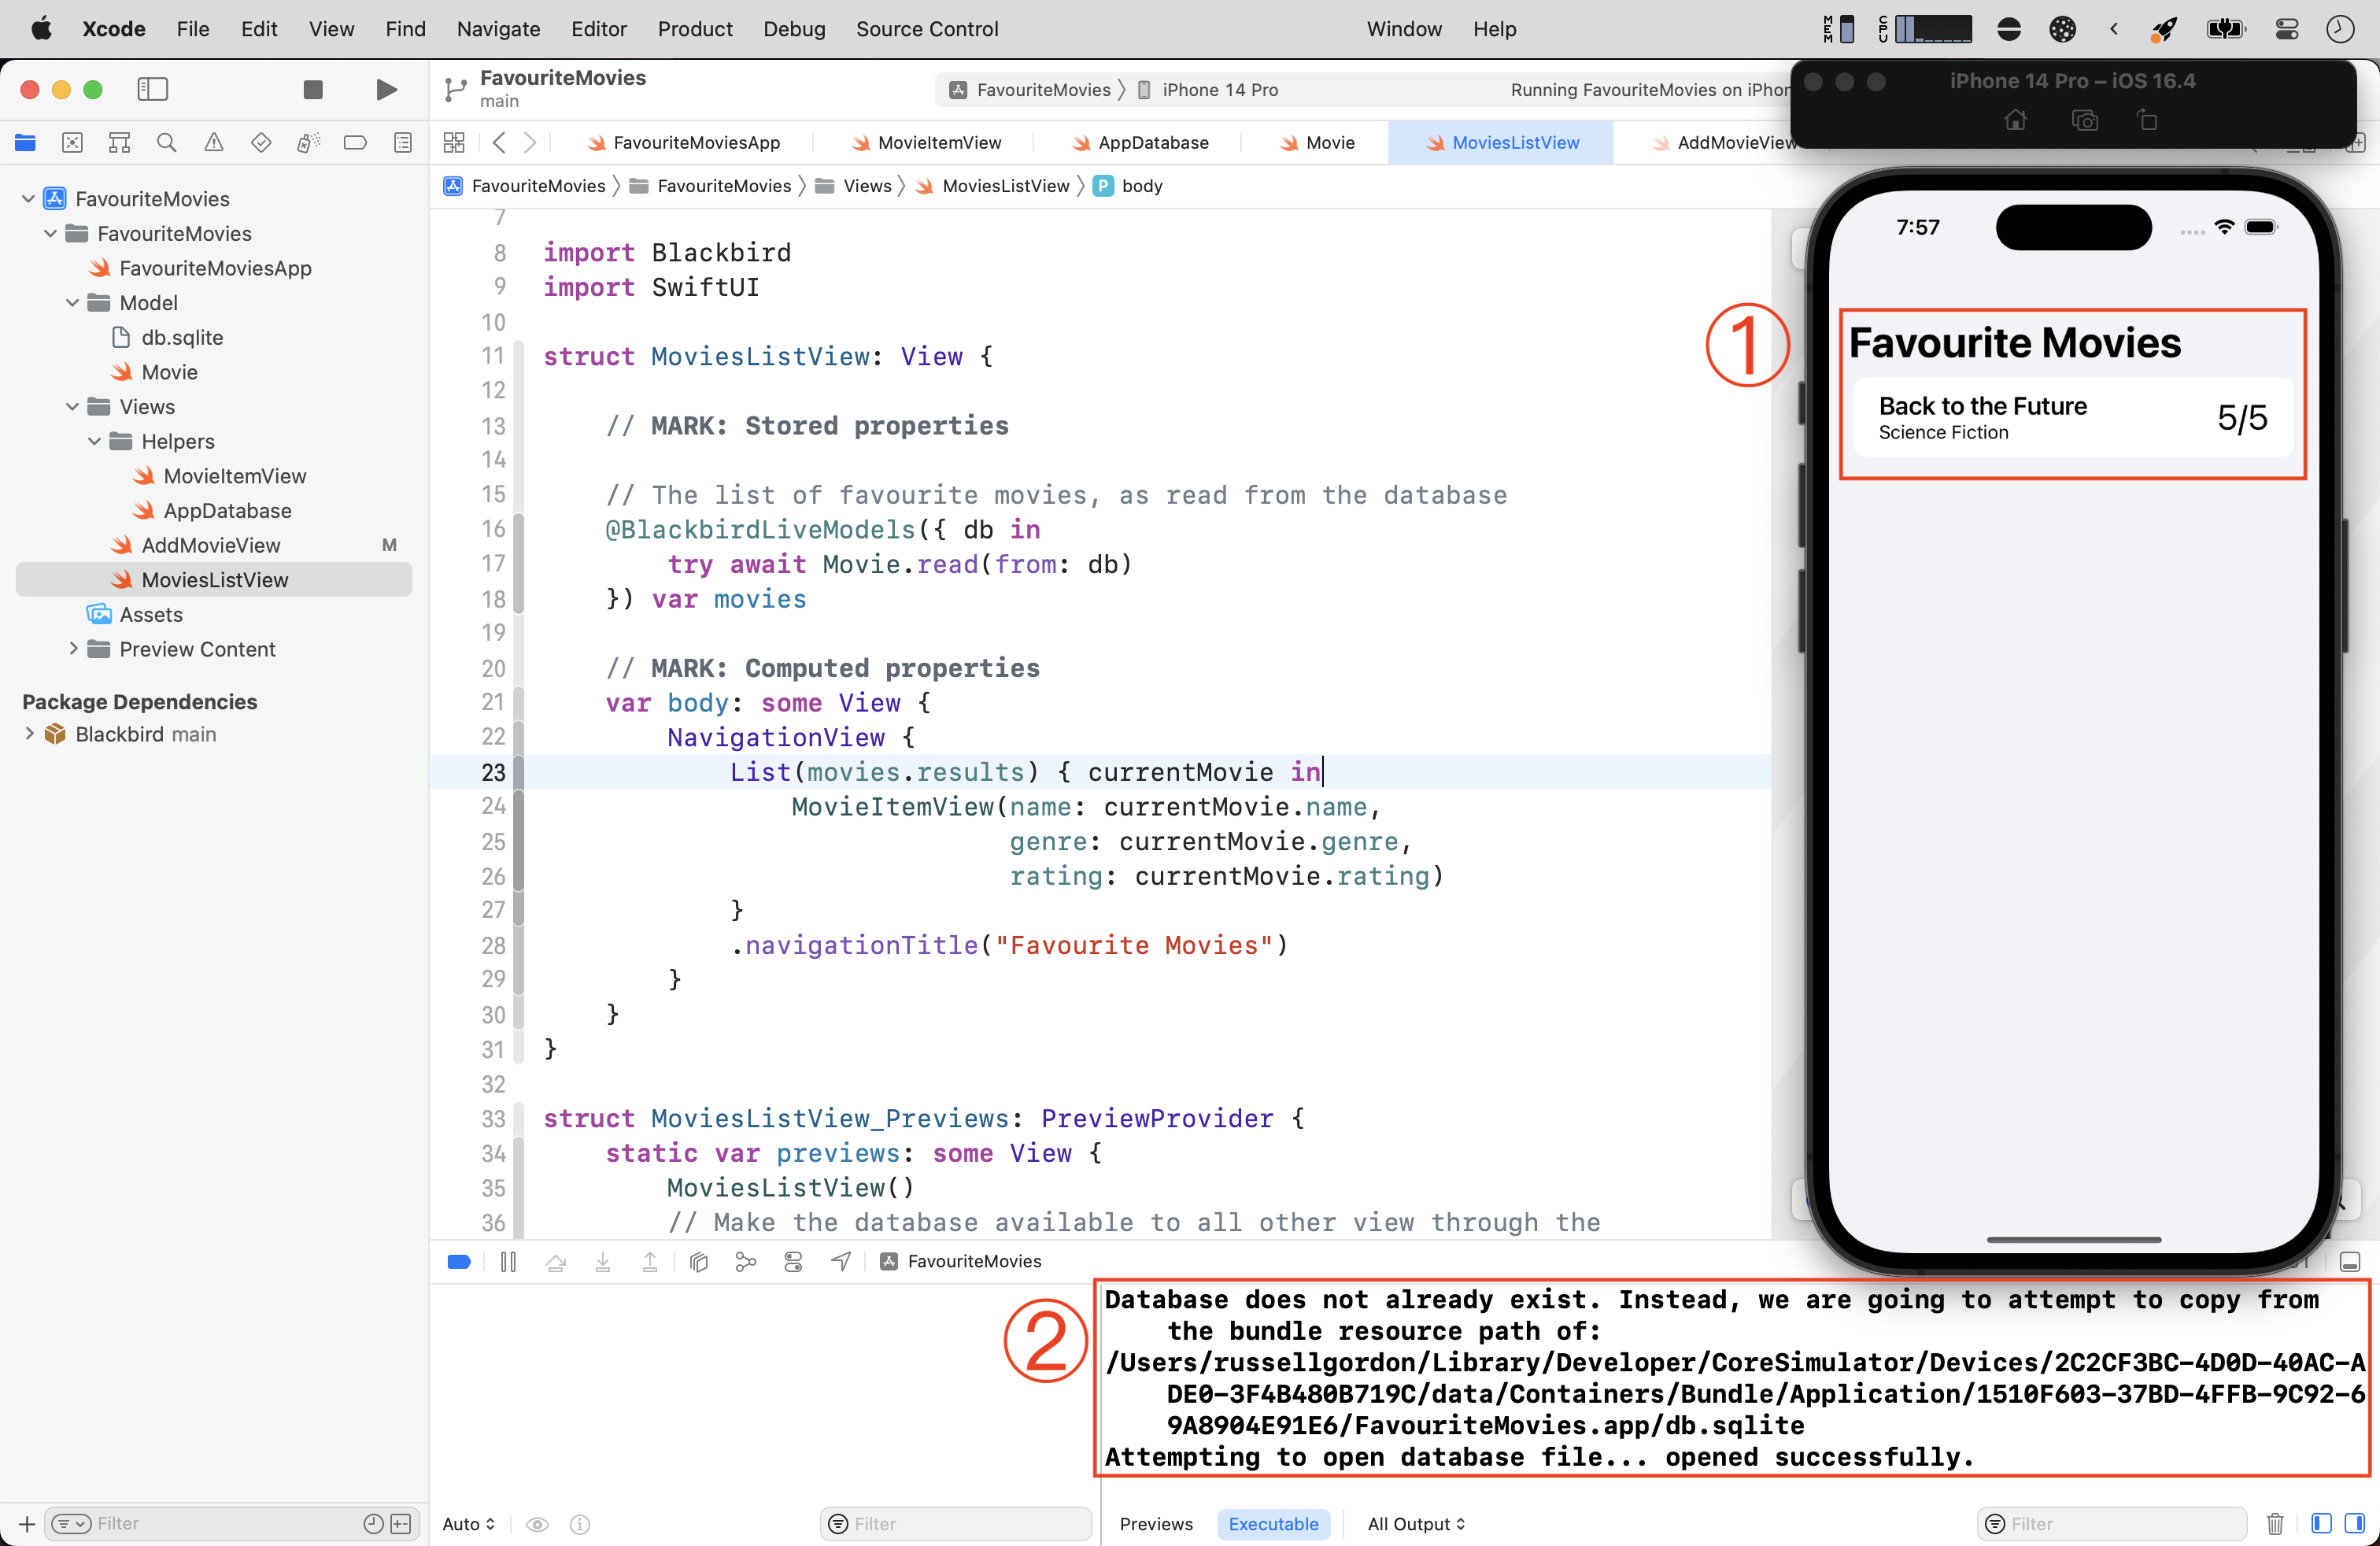 Xcode File Edit View Find Navigate Editor Product Debug Source Control Window Help
MEM CPU
FavouriteMovies
main
FavouriteMovies iPhone 14 Pro
Running FavouriteMovies on
iPhone 14 Pro – iOS 16.4
FavouriteMoviesApp MovieItemView AppDatabase Movie MoviesListView AddMovieView
FavouriteMovies FavouriteMovies Views MoviesListView P body
FavouriteMovies
FavouriteMovies
FavouriteMoviesApp
Model
db.sqlite
Movie
Views
Helpers
MovieItemView
AppDatabase
AddMovieView M
MoviesListView
Assets
Preview Content
Package Dependencies
Blackbird main
Filter
7
8 import Blackbird
9 import SwiftUI
10
11 struct MoviesListView: View {
12
13 // MARK: Stored properties
14
15 // The list of favourite movies, as read from the database
16 @BlackbirdLiveModels({ db in
17 try await Movie.read(from: db)
18 }) var movies
19
20 // MARK: Computed properties
21 var body: some View {
22 NavigationView {
23 List(movies.results) { currentMovie in
24 MovieItemView(name: currentMovie.name,
25 genre: currentMovie.genre,
26 rating: currentMovie.rating)
27 }
28 .navigationTitle("Favourite Movies")
29 }
30 }
31 }
32
33 struct MoviesListView_Previews: PreviewProvider {
34 static var previews: some View {
35 MoviesListView()
36 // Make the database available to all other view through the
1
7:57
Favourite Movies
Back to the Future
Science Fiction
5/5
FavouriteMovies
2
Database does not already exist. Instead, we are going to attempt to copy from
the bundle resource path of:
/Users/russellgordon/Library/Developer/CoreSimulator/Devices/2C2CF3BC-4D0D-40AC-A
DE0-3F4B480B719C/data/Containers/Bundle/Application/1510F603-37BD-4FFB-9C92-6
9A8904E91E6/FavouriteMovies.app/db.sqlite
Attempting to open database file... opened successfully.
Auto Filter Previews Executable All Output Filter